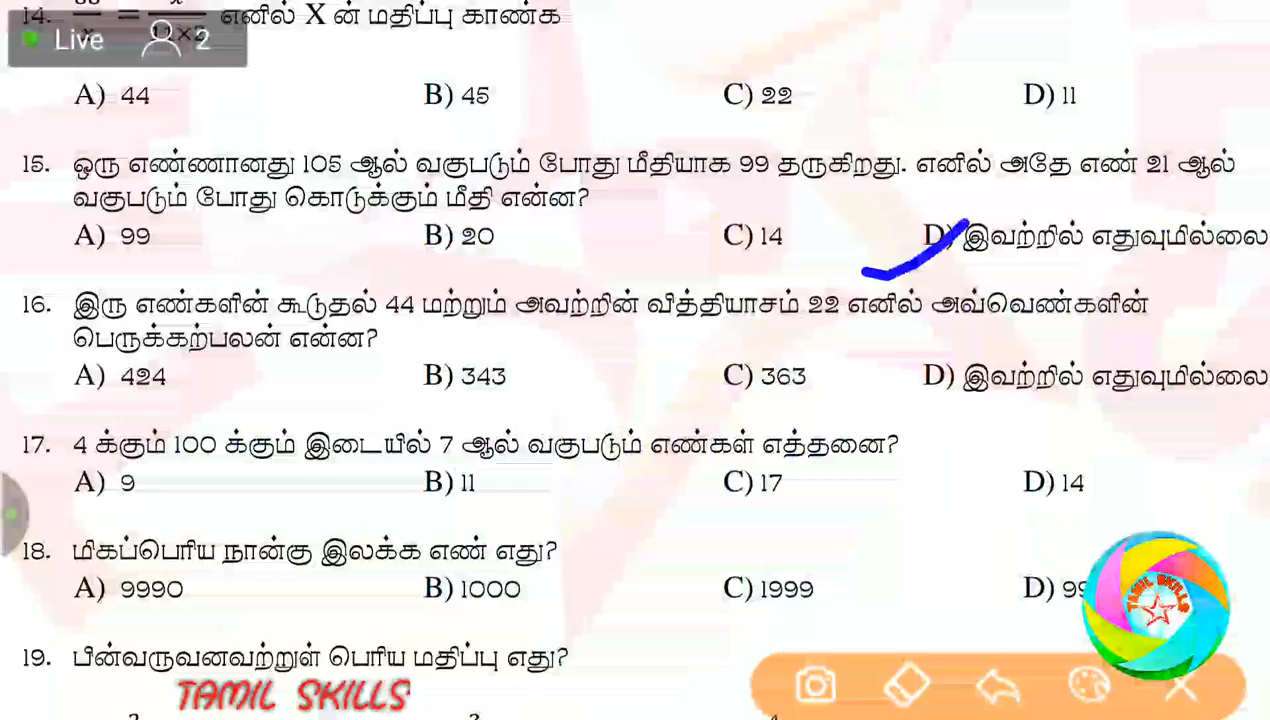 14. = எனில் X ன் மதிப்பு காண்க
Live 2
A) 44 B) 45 C) 22 D) 11
15. ஒரு எண்ணானது 105 ஆல் வகுபடும் போது மீதியாக 99 தருகிறது. எனில் அதே எண் 21 ஆல்
வகுபடும் போது கொடுக்கும் மீதி என்ன?
A) 99 B) 20 C) 14 D) இவற்றில் எதுவுமில்லை
16. இரு எண்களின் கூடுதல் 44 மற்றும் அவற்றின் வித்தியாசம் 22 எனில் அவ்வெண்களின்
பெருக்கற்பலன் என்ன?
A) 424 B) 343 C) 363 D) இவற்றில் எதுவுமில்லை
17. 4 க்கும் 100 க்கும் இடையில் 7 ஆல் வகுபடும் எண்கள் எத்தனை?
A) 9 B) 11 C) 17 D) 14
18. மிகப்பெரிய நான்கு இலக்க எண் எது?
A) 9990 B) 1000 C) 1999 D)
TAMIL SKILLS
19. பின்வருவனவற்றுள் பெரிய மதிப்பு எது?
TAMIL SKILLS